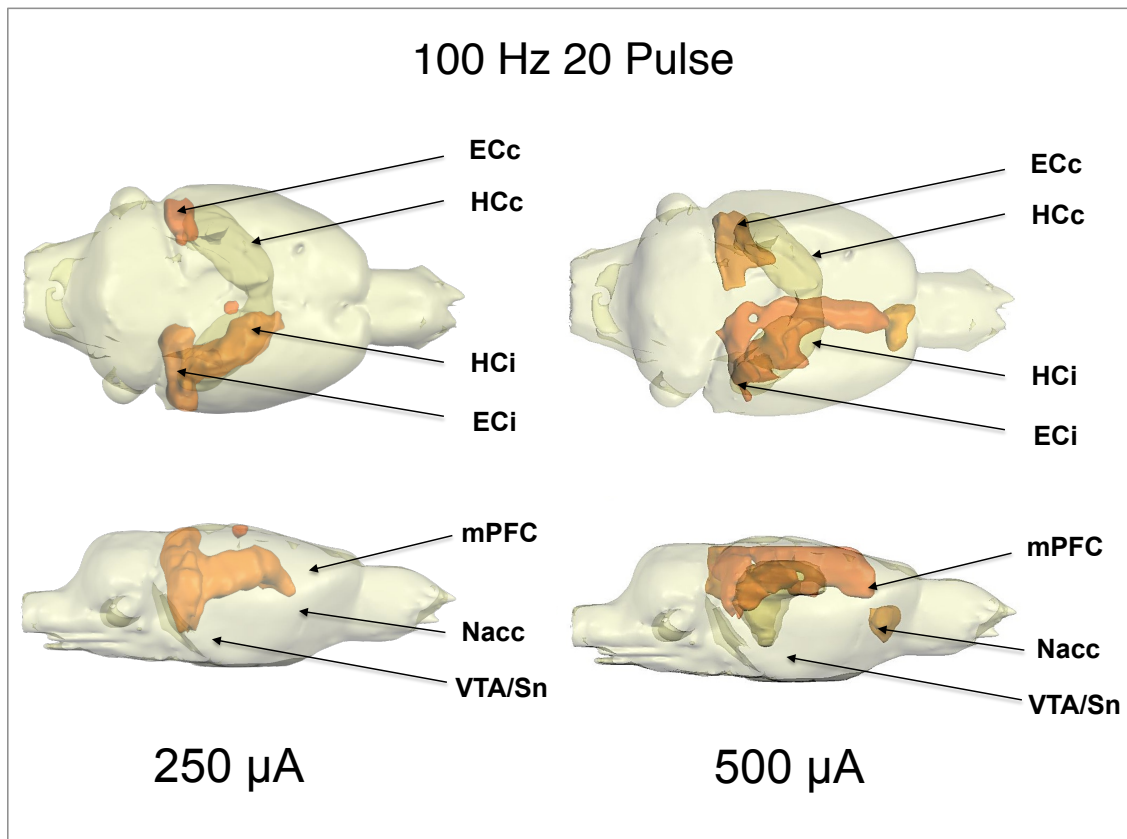 100 Hz 20 Pulse
ECc
HCc
HCi
ECi
ECc
HCc
HCi
ECi
mPFC
Nacc
VTA/Sn
mPFC
Nacc
VTA/Sn
250 µA
500 µA